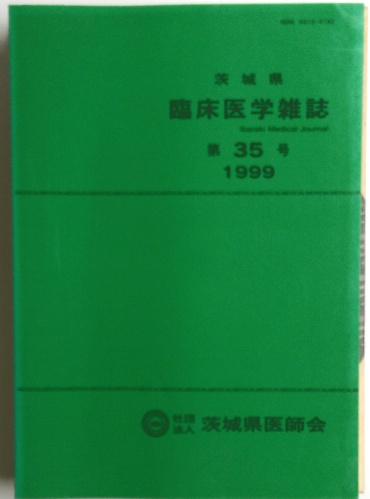 茨城県
臨床医学雑誌
Ibaraki Medical Journal
第 35 号
1999
社団法人 茨城県医師会